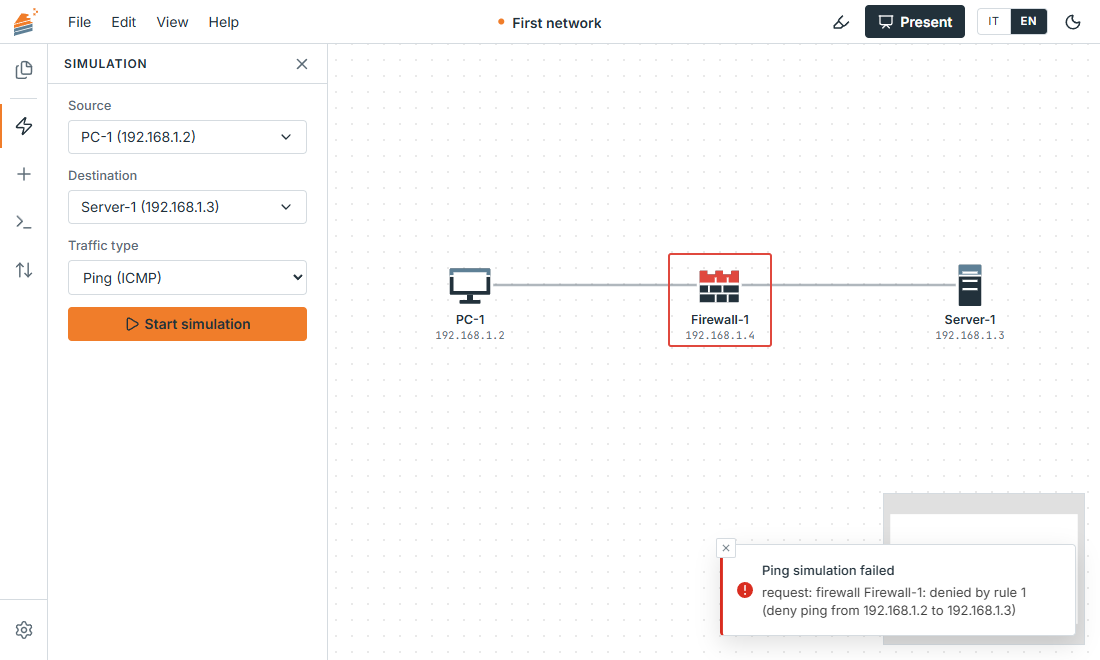 File Edit View Help
First network
Present
IT EN
SIMULATION
Source
PC-1 (192.168.1.2)
Destination
Server-1 (192.168.1.3)
Traffic type
Ping (ICMP)
Start simulation
PC-1
192.168.1.2
Firewall-1
192.168.1.4
Server-1
192.168.1.3
Ping simulation failed
request: firewall Firewall-1: denied by rule 1
(deny ping from 192.168.1.2 to 192.168.1.3)